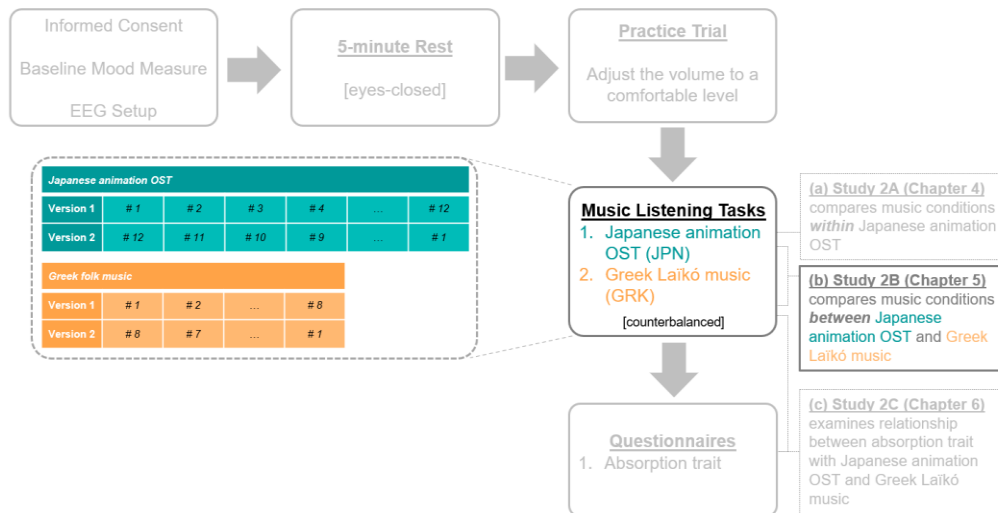 Informed Consent
Baseline Mood Measure
EEG Setup
5-minute Rest
[eyes-closed]
Practice Trial
Adjust the volume to a
comfortable level
Japanese animation OST
Version 1 # 1 # 2 # 3 # 4 ... # 12
Version 2 # 12 # 11 # 10 # 9 ... # 1
Greek folk music
Version 1 # 1 # 2 ... # 8
Version 2 # 8 # 7 ... # 1
Music Listening Tasks
1. Japanese animation
OST (JPN)
2. Greek Laïkó music
(GRK)
[counterbalanced]
(a) Study 2A (Chapter 4)
compares music conditions
within Japanese animation
OST
(b) Study 2B (Chapter 5)
compares music conditions
between Japanese
animation OST and Greek
Laïkó music
(c) Study 2C (Chapter 6)
examines relationship
between absorption trait
with Japanese animation
OST and Greek Laïkó
music
Questionnaires
1. Absorption trait